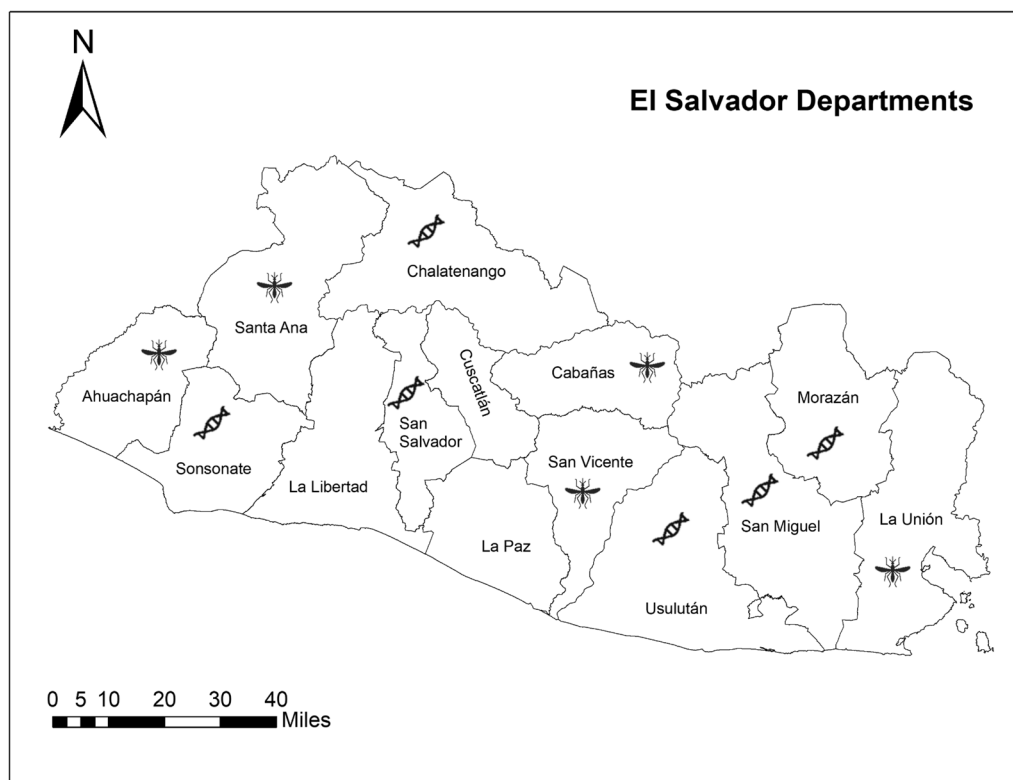 N
El Salvador Departments
Chalatenango
Santa Ana
Cuscatlán
Cabañas
Ahuachapán
Morazán
San
Salvador
San Vicente
Sonsonate
La Libertad
La Unión
San Miguel
La Paz
Usulután
0 5 10 20 30 40
Miles